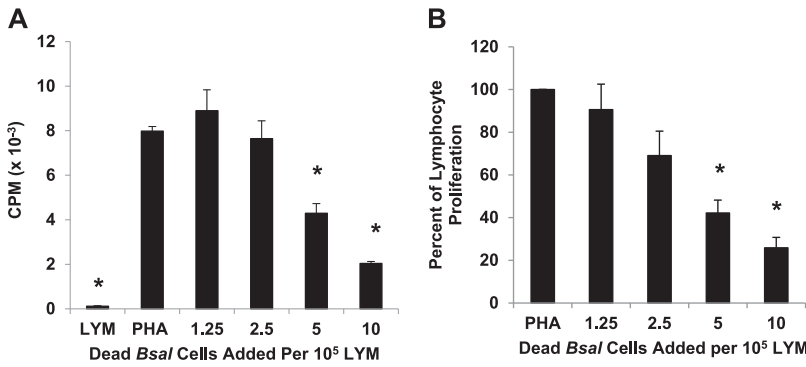 A
CPM (x 10⁻³)
12
10
8
6
4
2
0
*
*
*
LYM PHA 1.25 2.5 5 10
Dead Bsal Cells Added Per 10⁵ LYM
B
Percent of Lymphocyte
Proliferation
120
100
80
60
40
20
0
*
*
PHA 1.25 2.5 5 10
Dead Bsal Cells Added per 10⁵ LYM